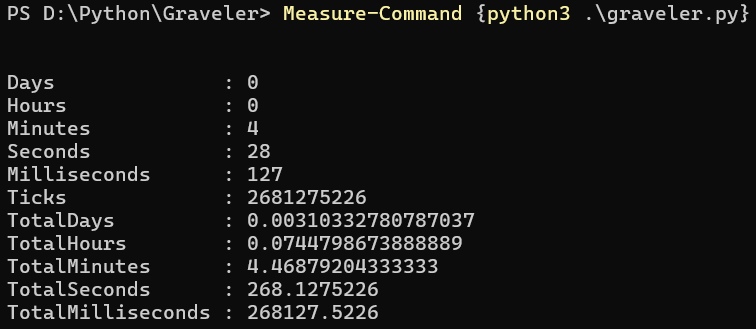 PS D:\Python\Graveler> Measure-Command {python3 .\graveler.py}
Days : 0
Hours : 0
Minutes : 4
Seconds : 28
Milliseconds : 127
Ticks : 2681275226
TotalDays : 0.00310332780787037
TotalHours : 0.0744798673888889
TotalMinutes : 4.46879204333333
TotalSeconds : 268.1275226
TotalMilliseconds : 268127.5226